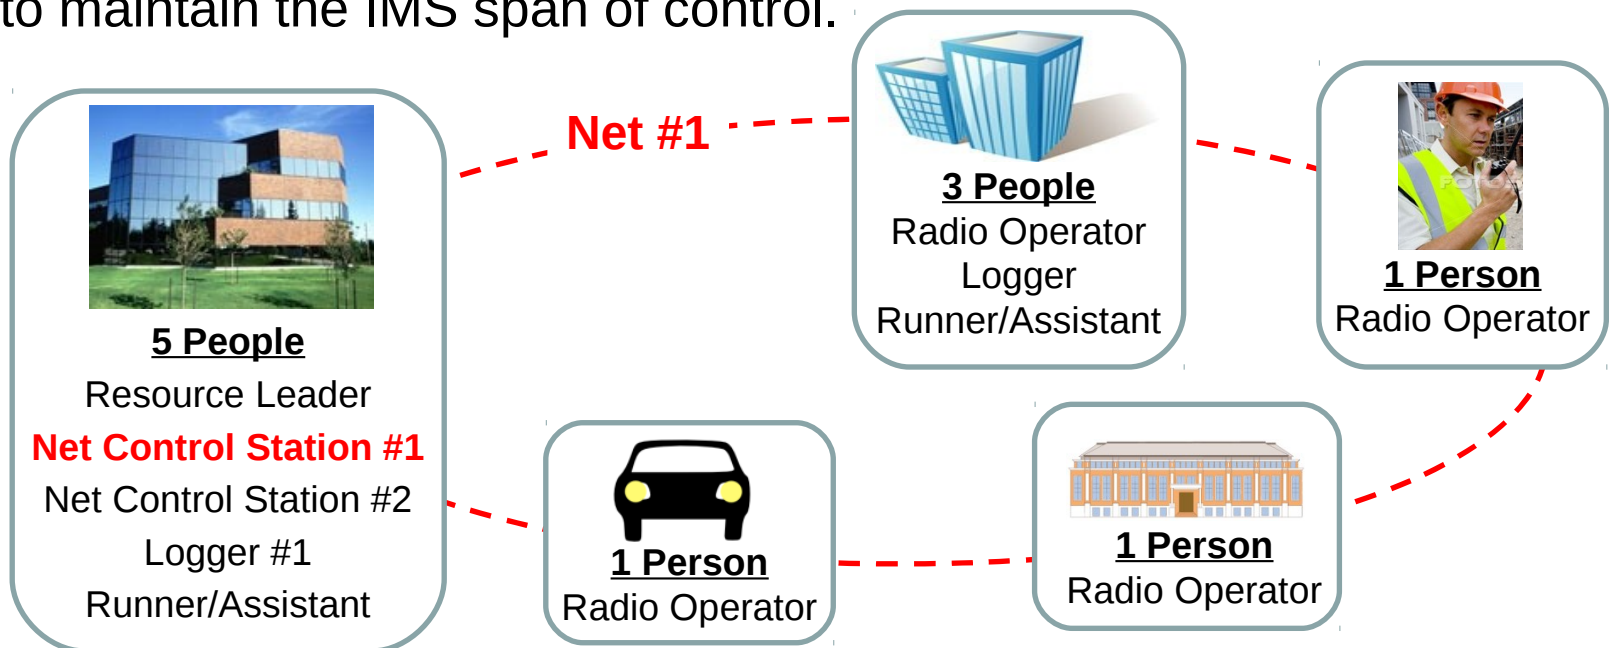 to maintain the IMS span of control.
Net #1
5 People
Resource Leader
Net Control Station #1
Net Control Station #2
Logger #1
Runner/Assistant
3 People
Radio Operator
Logger
Runner/Assistant
1 Person
Radio Operator
1 Person
Radio Operator
1 Person
Radio Operator